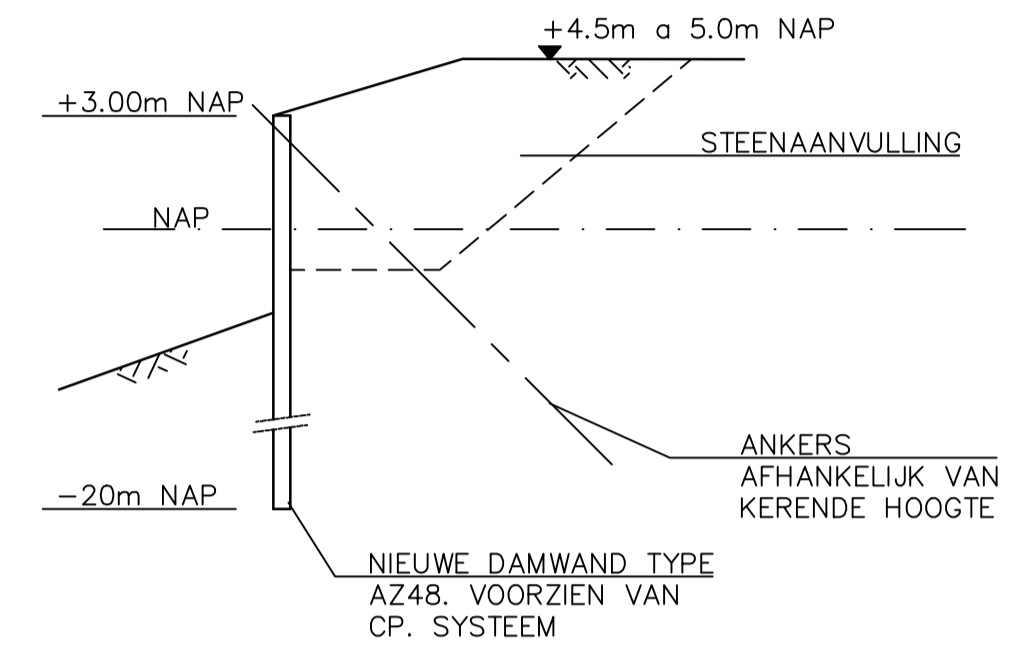 +4.5m a 5.0m NAP
+3.00m NAP
STEENAANVULLING
NAP
ANKERS
AFHANKELIJK VAN
KERENDE HOOGTE
-20m NAP
NIEUWE DAMWAND TYPE
AZ48. VOORZIEN VAN
CP. SYSTEEM